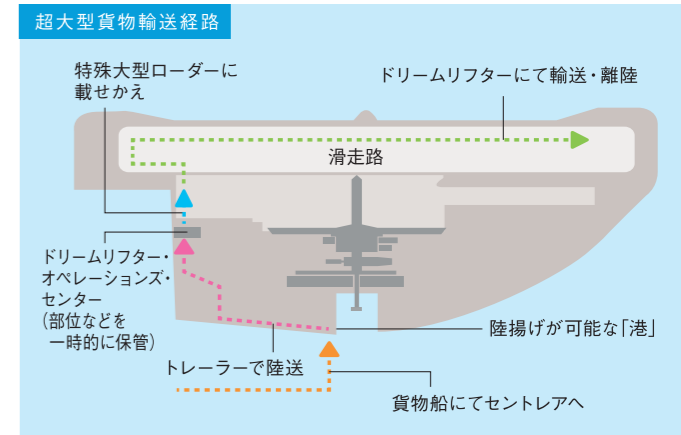 超大型貨物輸送経路
特殊大型ローダーに
載せかえ
ドリームリフターにて輸送・離陸
滑走路
ドリームリフター・
オペレーションズ・
センター
(部位などを
一時的に保管)
陸揚げが可能な「港」
トレーラーで陸送
貨物船にてセントレアへ